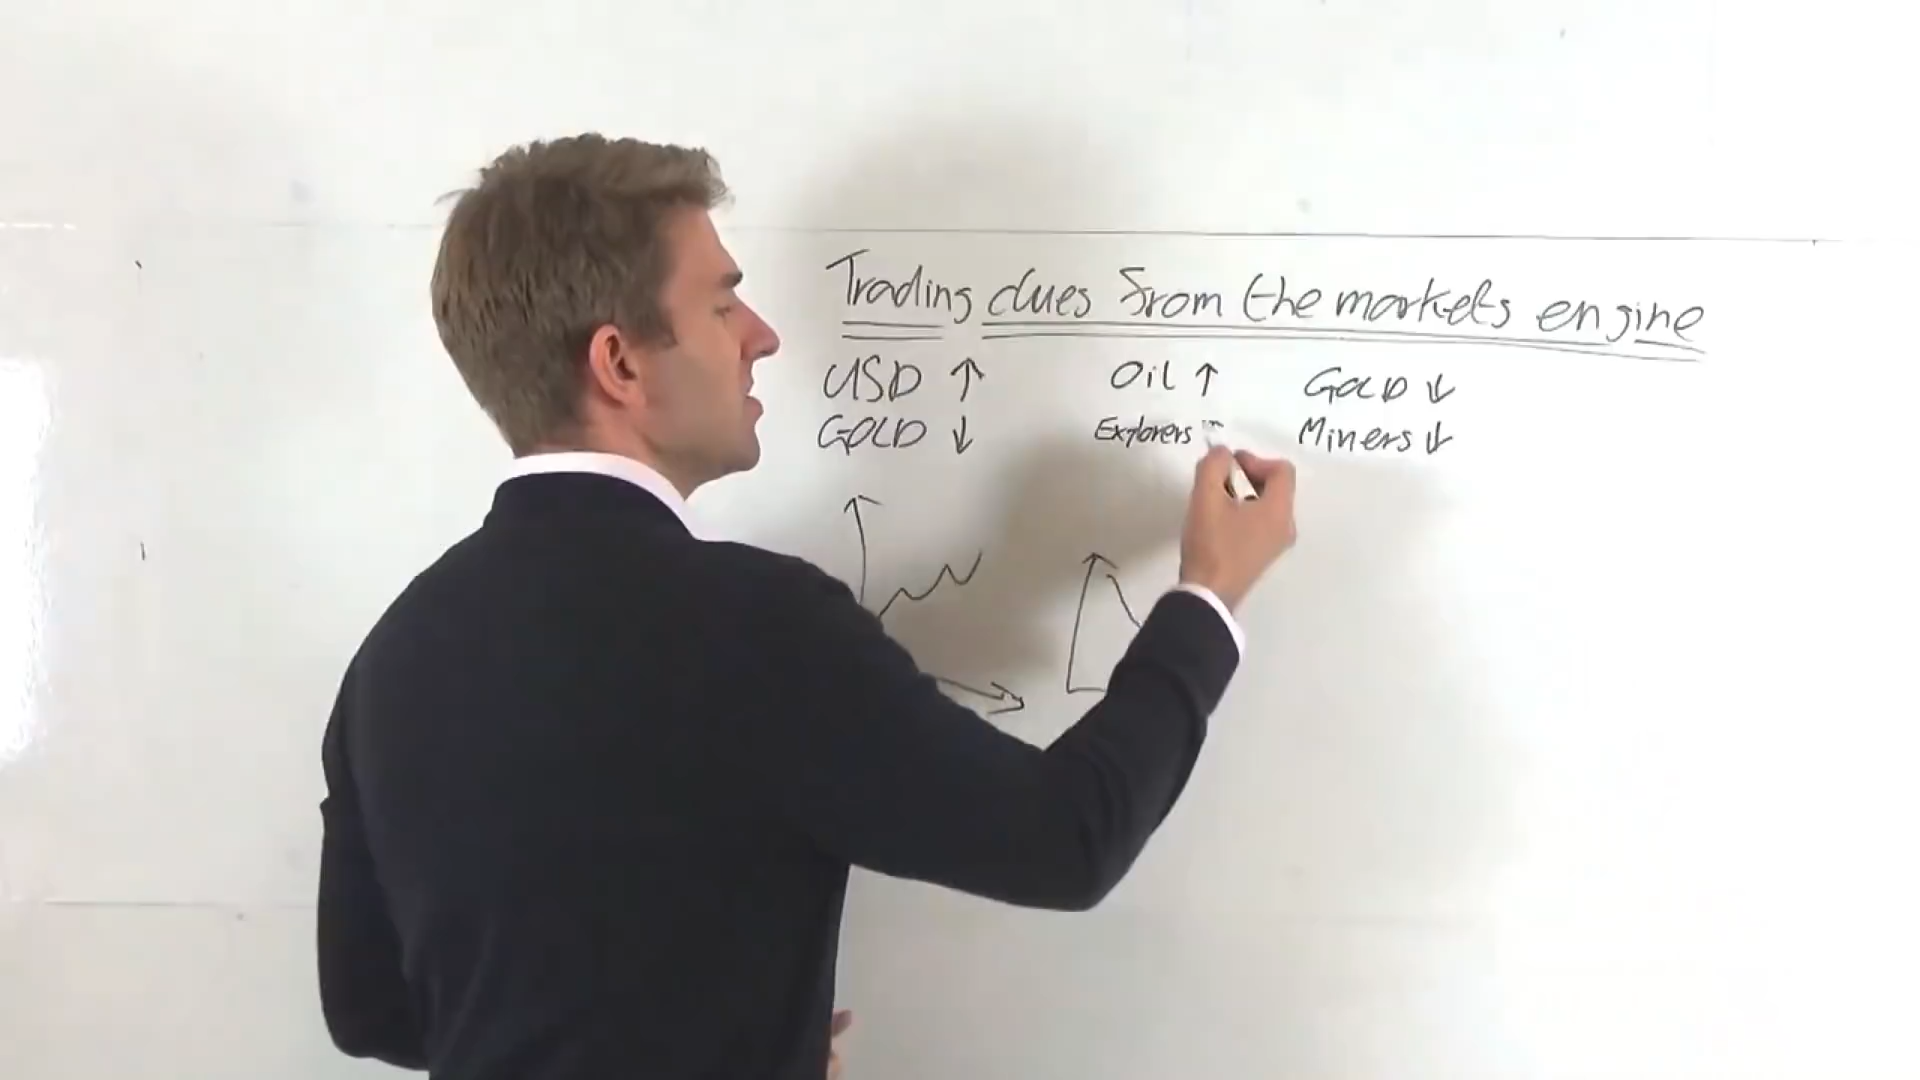 Trading clues from the markets engine
USD ↑ Oil ↑ GOLD ↓
GOLD ↓ Explorers ↑ Miners ↓